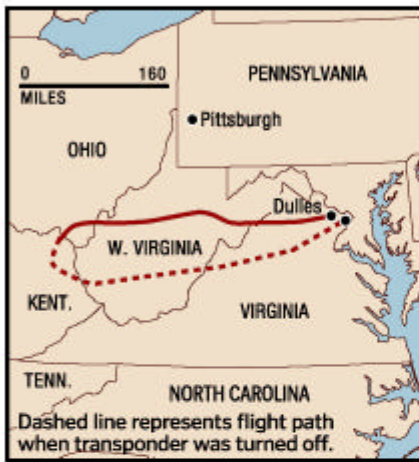 0 160
MILES
PENNSYLVANIA
Pittsburgh
OHIO
Dulles
W. VIRGINIA
KENT.
VIRGINIA
TENN.
NORTH CAROLINA
Dashed line represents flight path
when transponder was turned off.